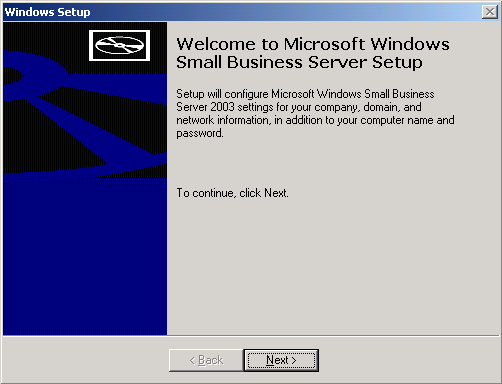 Windows Setup
Welcome to Microsoft Windows
Small Business Server Setup
Setup will configure Microsoft Windows Small Business
Server 2003 settings for your company, domain, and
network information, in addition to your computer name and
password.
To continue, click Next.
< Back
Next >